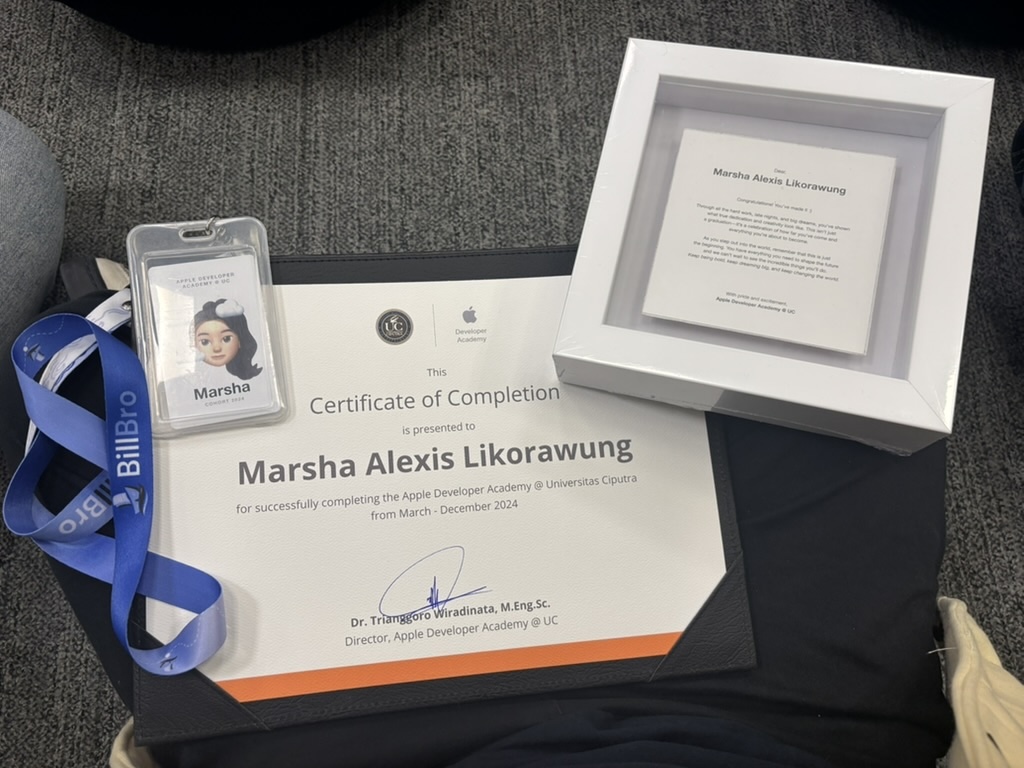 APPLE DEVELOPER
ACADEMY @ UC
Marsha
COHORT 2024
BillBro
BillBro
UC
Developer
Academy
This
Certificate of Completion
is presented to
Marsha Alexis Likorawung
for successfully completing the Apple Developer Academy @ Universitas Ciputra
from March - December 2024
Dr. Trianggoro Wiradinata, M.Eng.Sc.
Director, Apple Developer Academy @ UC
Dear,
Marsha Alexis Likorawung
Congratulations! You've made it :)
Through all the hard work, late nights, and big dreams, you've shown
what true dedication and creativity look like. This isn't just
a graduation—it's a celebration of how far you've come and
everything you're about to become.
As you step out into the world, remember that this is just
the beginning. You have everything you need to shape the future
and we can't wait to see the incredible things you'll do.
Keep being bold, keep dreaming big, and keep changing the world.
With pride and excitement,
Apple Developer Academy @ UC